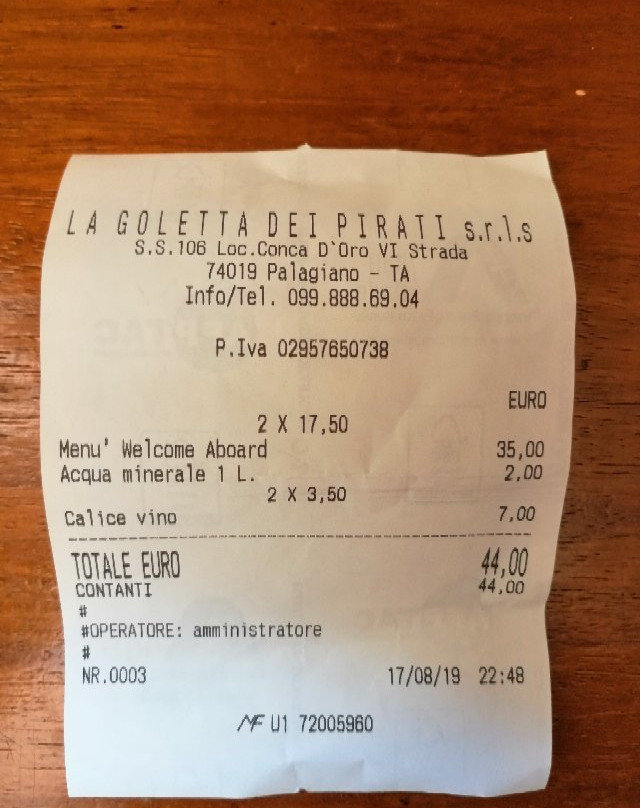 LA GOLETTA DEI PIRATI s.r.l.s
S.S.106 Loc.Conca D'Oro VI Strada
74019 Palagiano - TA
Info/Tel. 099.888.69.04
P.Iva 02957650738
EURO
2 X 17,50
Menu' Welcome Aboard 35,00
Acqua minerale 1 L. 2,00
2 X 3,50
Calice vino 7,00
TOTALE EURO 44,00
CONTANTI 44,00
#
#OPERATORE: amministratore
#
NR.0003 17/08/19 22:48
MF U1 72005960